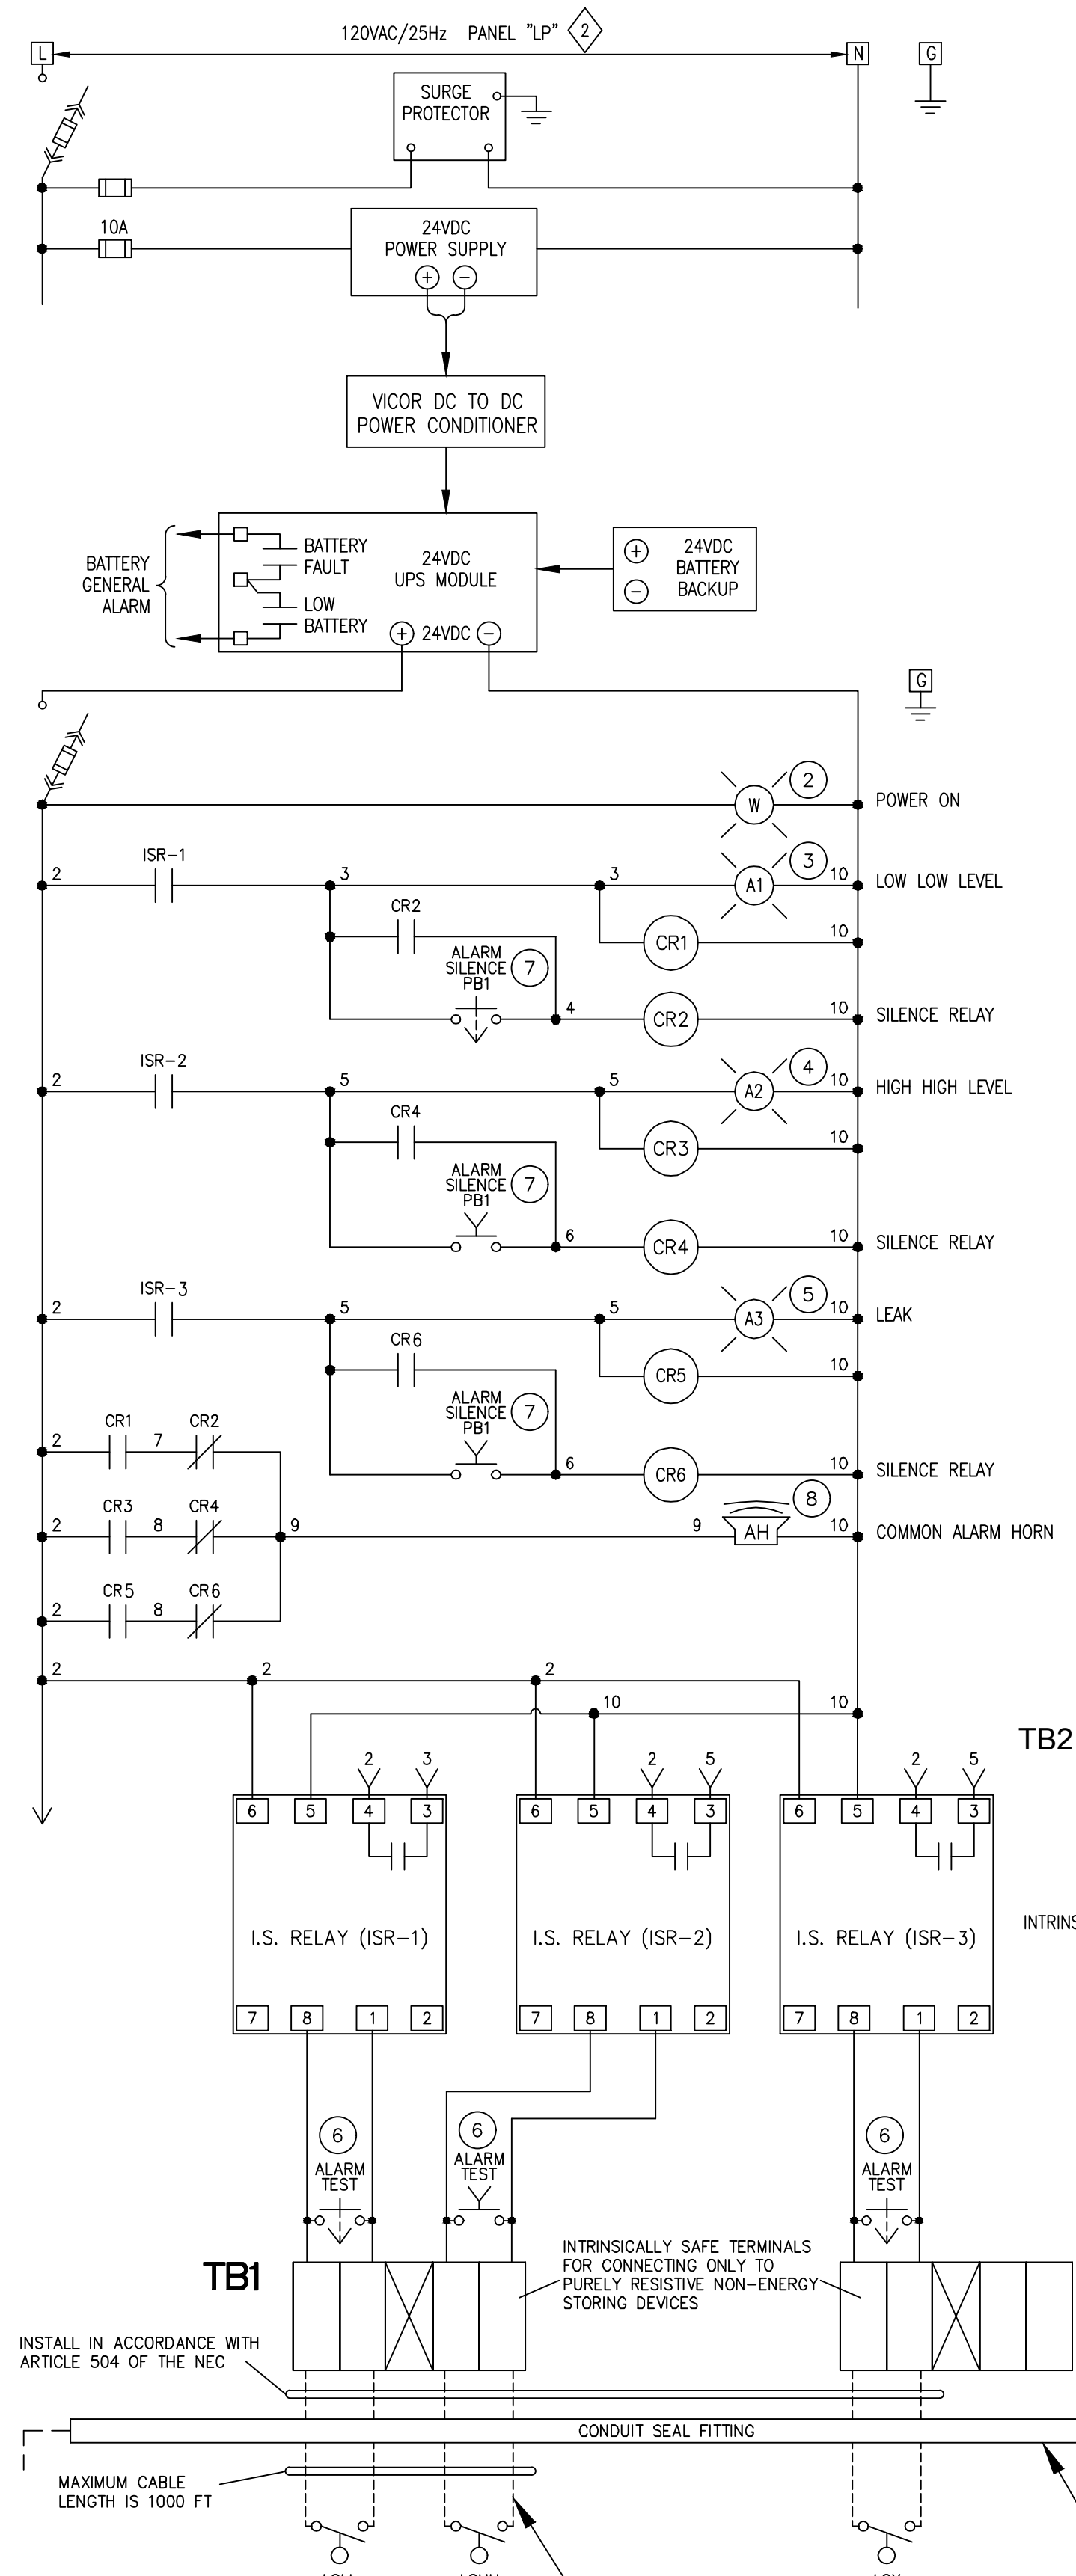 120VAC/25Hz PANEL "LP" 2
L
N
G
SURGE
PROTECTOR
10A
24VDC
POWER SUPPLY
+ −
VICOR DC TO DC
POWER CONDITIONER
BATTERY
GENERAL
ALARM
BATTERY
FAULT
LOW
BATTERY
24VDC
UPS MODULE
+ 24VDC −
+
−
24VDC
BATTERY
BACKUP
G
W 2 POWER ON
2 ISR-1 3 3 A1 3 10 LOW LOW LEVEL
CR2 CR1 10
ALARM
SILENCE 7
PB1
4 CR2 10 SILENCE RELAY
2 ISR-2 5 5 A2 4 10 HIGH HIGH LEVEL
CR4 CR3 10
ALARM
SILENCE 7
PB1
6 CR4 10 SILENCE RELAY
2 ISR-3 5 5 A3 5 10 LEAK
CR6 CR5 10
ALARM
SILENCE 7
PB1
6 CR6 10 SILENCE RELAY
2 CR1 7 CR2
2 CR3 8 CR4 9 9 AH 8 10 COMMON ALARM HORN
2 CR5 8 CR6
2 2 2
10 10
TB2
2 3 2 5 2 5
6 5 4 3 6 5 4 3 6 5 4 3
I.S. RELAY (ISR-1)
I.S. RELAY (ISR-2)
I.S. RELAY (ISR-3)
7 8 1 2 7 8 1 2 7 8 1 2
6
ALARM
TEST
6
ALARM
TEST
6
ALARM
TEST
TB1
INTRINSICALLY SAFE TERMINALS
FOR CONNECTING ONLY TO
PURELY RESISTIVE NON-ENERGY
STORING DEVICES
INSTALL IN ACCORDANCE WITH
ARTICLE 504 OF THE NEC
CONDUIT SEAL FITTING
MAXIMUM CABLE
LENGTH IS 1000 FT